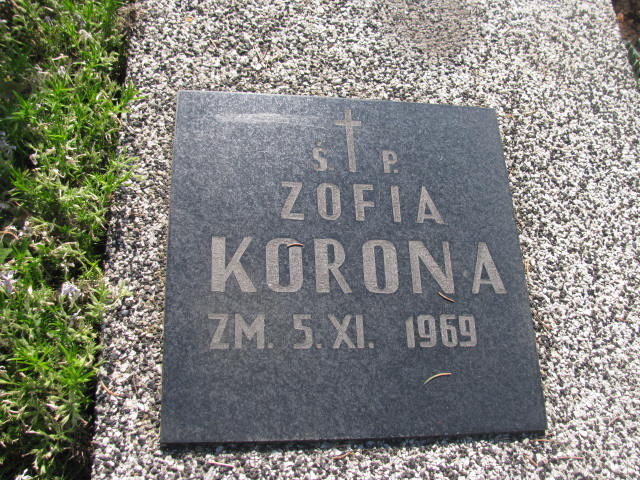 Ś. P.
ZOFIA
KORONA
ZM. 5. XI. 1969